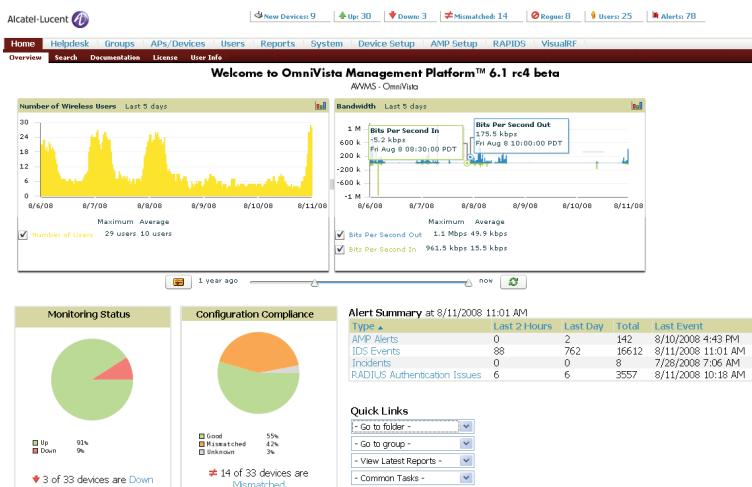 Alcatel-Lucent
New Devices: 9 Up: 30 Down: 3 Mismatched: 14 Rogue: 8 Users: 25 Alerts: 78
Home Helpdesk Groups APs/Devices Users Reports System Device Setup AMP Setup RAPIDS VisualRF
Overview Search Documentation License User Info
Welcome to OmniVista Management Platform™ 6.1 rc4 beta
AWMS - OmniVista
Number of Wireless Users Last 5 days
30
24
18
12
6
0
8/6/08 8/7/08 8/8/08 8/9/08 8/10/08 8/11/08
Maximum Average
Number of Users 29 users 10 users
Bandwidth Last 5 days
1 M
600 k
200 k
-200 k
-600 k
-1 M
Bits Per Second In
-5.2 kbps
Fri Aug 8 08:30:00 PDT
Bits Per Second Out
175.5 kbps
Fri Aug 8 10:00:00 PDT
8/6/08 8/7/08 8/8/08 8/9/08 8/10/08 8/11/08
Maximum Average
Bits Per Second Out 1.1 Mbps 49.9 kbps
Bits Per Second In 961.5 kbps 15.5 kbps
1 year ago now
Monitoring Status
Up 91%
Down 9%
3 of 33 devices are Down
Configuration Compliance
Good 55%
Mismatched 42%
Unknown 3%
14 of 33 devices are
Mismatched
Alert Summary at 8/11/2008 11:01 AM
Type Last 2 Hours Last Day Total Last Event
AMP Alerts 0 2 142 8/10/2008 4:43 PM
IDS Events 88 762 16612 8/11/2008 11:01 AM
Incidents 0 0 8 7/28/2008 7:06 AM
RADIUS Authentication Issues 6 6 3557 8/11/2008 10:18 AM
Quick Links
- Go to folder -
- Go to group -
- View Latest Reports -
- Common Tasks -